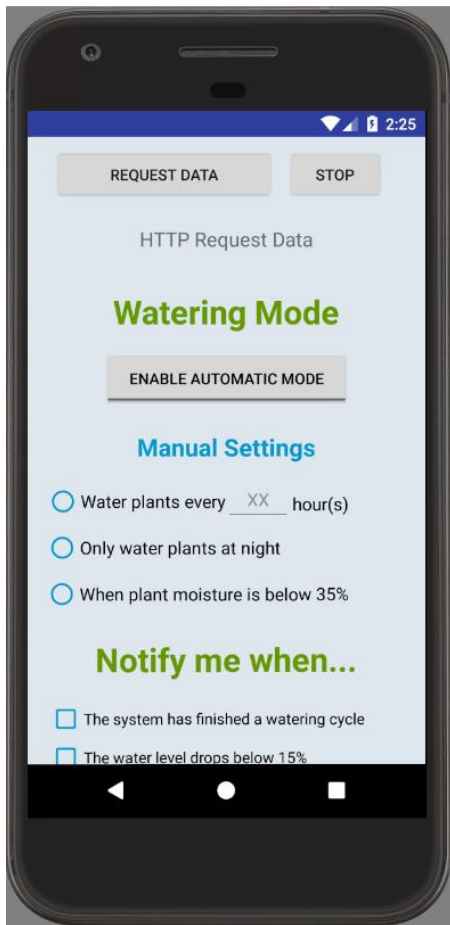 2:25
REQUEST DATA STOP
HTTP Request Data
Watering Mode
ENABLE AUTOMATIC MODE
Manual Settings
Water plants every XX hour(s)
Only water plants at night
When plant moisture is below 35%
Notify me when...
The system has finished a watering cycle
The water level drops below 15%